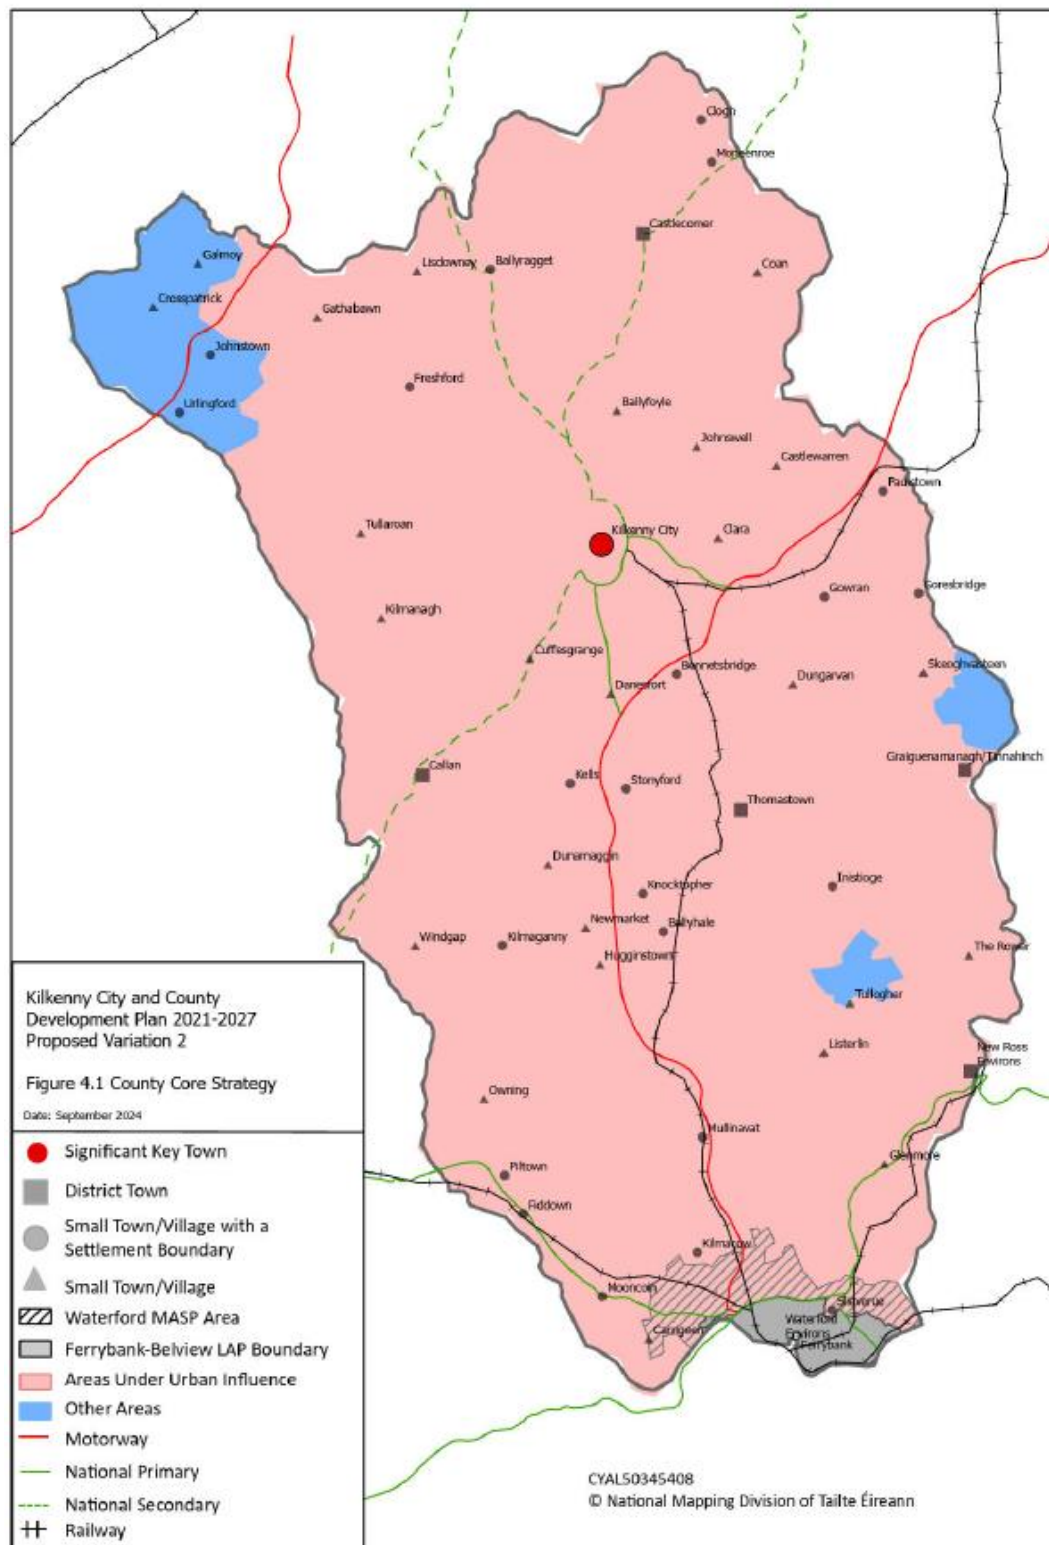 Clogh
Moneenroe
Castlecomer
Galmoy
Lisdowney
Ballyragget
Coan
Crosspatrick
Gathabawn
Johnstown
Freshford
Urlingford
Ballyfoyle
Johnswell
Castlewarren
Paulstown
Tullaroan
Kilkenny City
Clara
Gowran
Goresbridge
Kilmanagh
Cuffesgrange
Bennetsbridge
Dungarvan
Skeoghvasteen
Danesfort
Callan
Kells
Stonyford
Graiguenamanagh/Tinnahinch
Thomastown
Dunamaggin
Knocktopher
Inistioge
Windgap
Kilmaganny
Newmarket
Ballyhale
Hugginstown
The Rower
Tullogher
Listerlin
New Ross
Environs
Owning
Mullinavat
Glenmore
Piltown
Fiddown
Kilmacow
Mooncoin
Slieverue
Carrigeen
Waterford
Environs
Ferrybank
Kilkenny City and County
Development Plan 2021-2027
Proposed Variation 2
Figure 4.1 County Core Strategy
Date: September 2024
Significant Key Town
District Town
Small Town/Village with a
Settlement Boundary
Small Town/Village
Waterford MASP Area
Ferrybank-Belview LAP Boundary
Areas Under Urban Influence
Other Areas
Motorway
National Primary
National Secondary
Railway
CYAL50345408
© National Mapping Division of Tailte Éireann